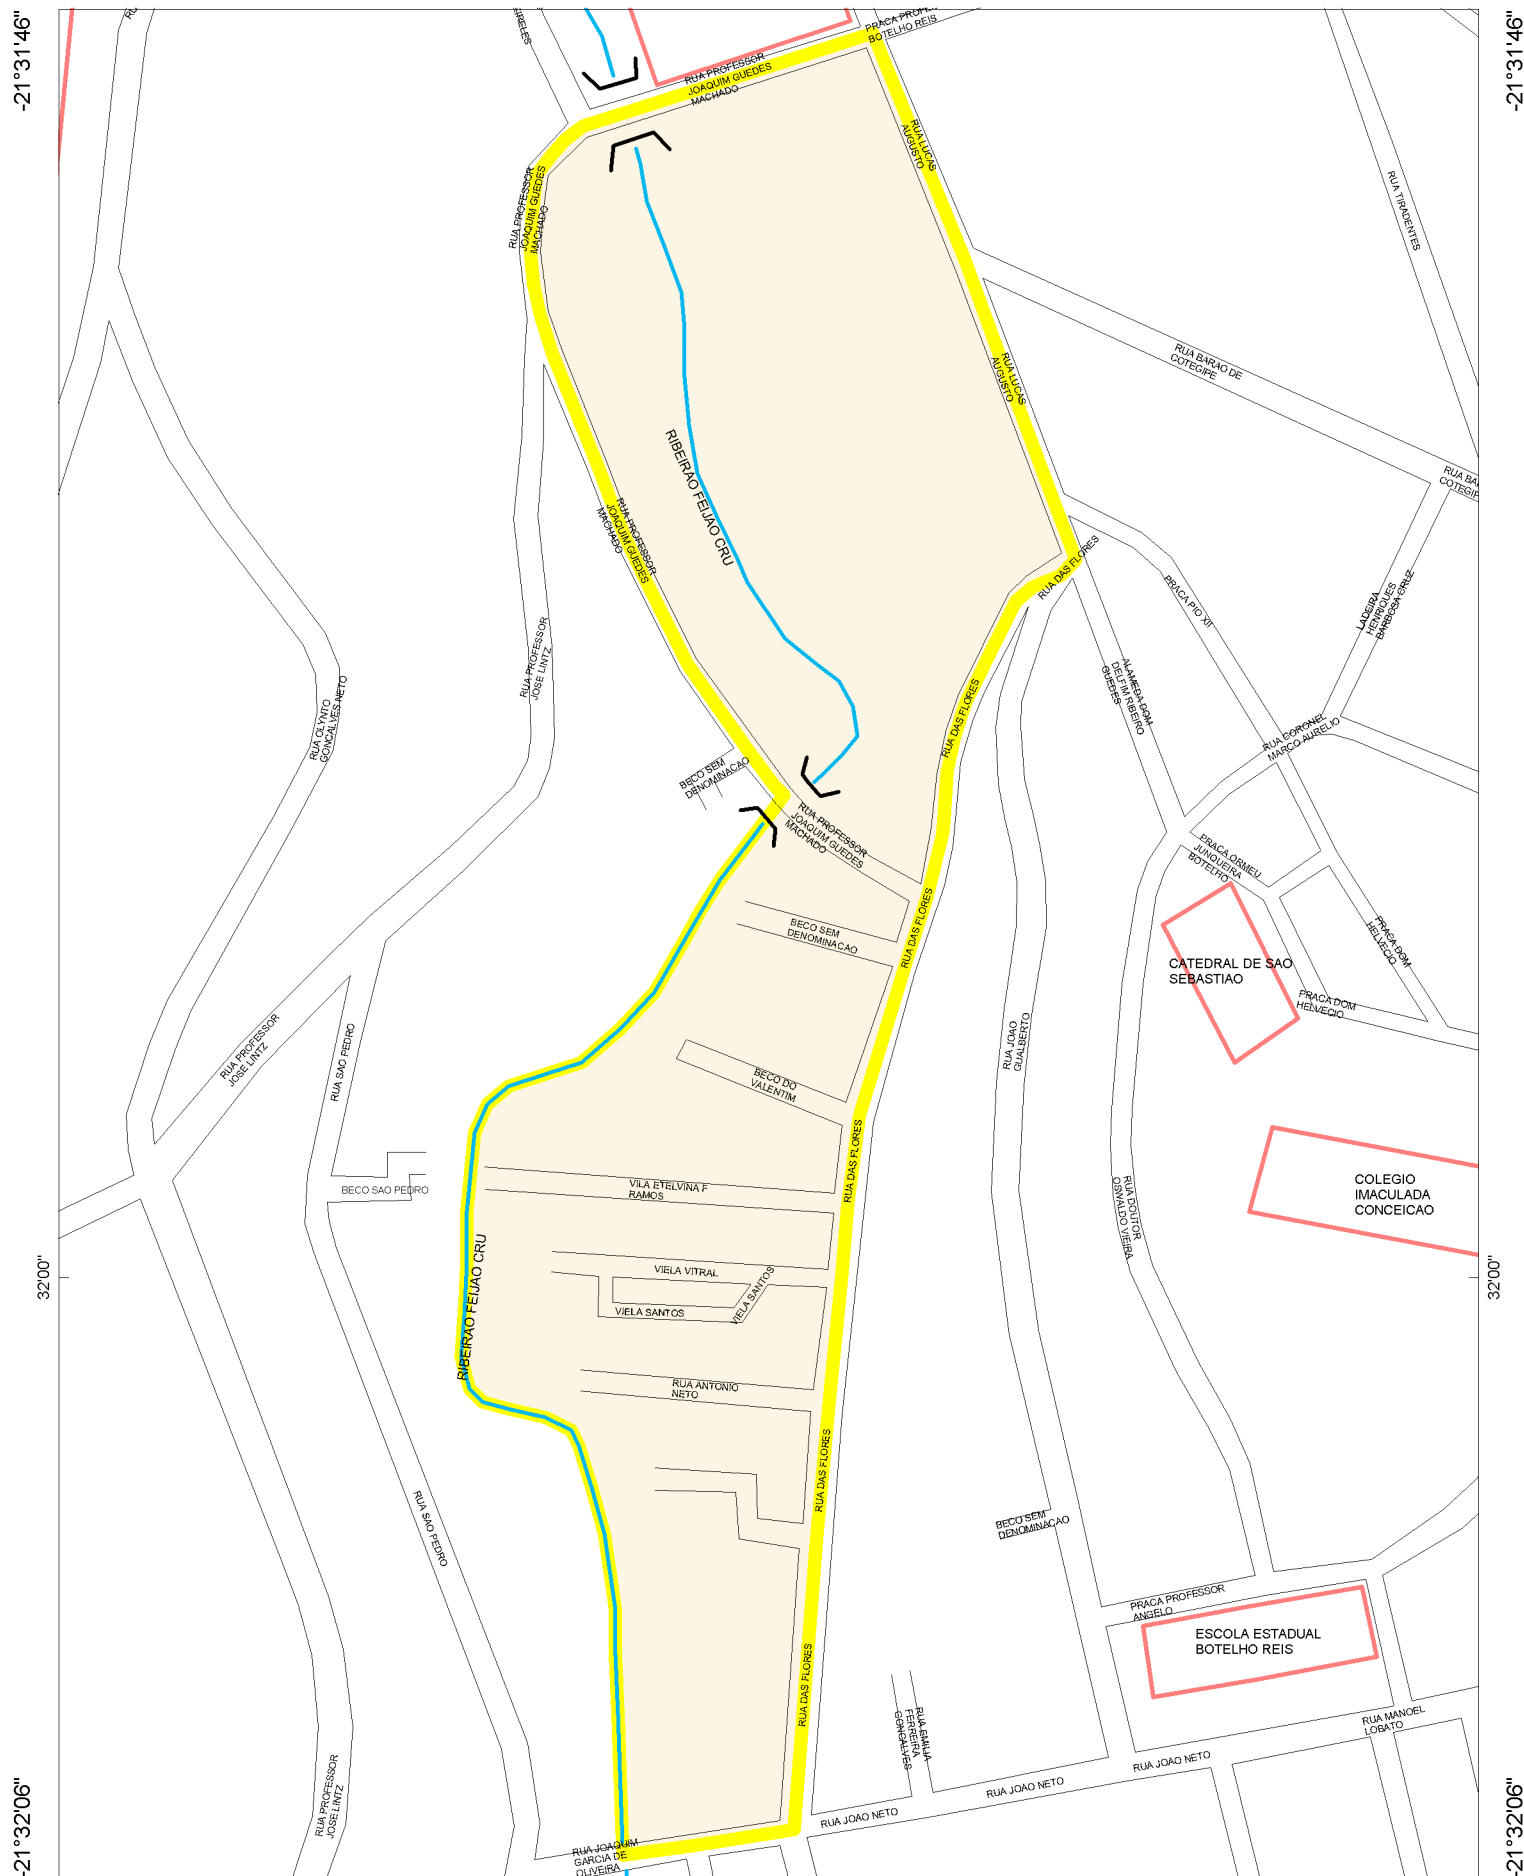 -21°31'46"
-21°31'46"
RU
EIRELES
PRACA PROFE
BOTELHO REIS
RUA PROFESSOR
JOAQUIM GUEDES
MACHADO
RUA LUCAS
AUGUSTO
RUA PROFESSOR
JOAQUIM GUEDES
MACHADO
RUA TIRADENTES
RUA BARAO DE
COTEGIPE
RUA LUCAS
AUGUSTO
RIBEIRAO FEIJAO CRU
RUA BA
COTEGIP
RUA PROFESSOR
JOAQUIM GUEDES
MACHADO
RUA DAS FLORES
PRACA PIO XII
LADEIRA
HENRIQUES
BARBOSA CRUZ
RUA PROFESSOR
JOSE LINTZ
RUA OLYNTO
GONCALVES NETO
ALAMEDA DOM
DELFIM RIBEIRO
GUEDES
RUA DAS FLORES
RUA CORONEL
MARCO AURELIO
BECO SEM
DENOMINACAO
RUA PROFESSOR
JOAQUIM GUEDES
MACHADO
PRACA ORMEU
JUNQUEIRA
BOTELHO
BECO SEM
DENOMINACAO
RUA DAS FLORES
PRACA DOM
HELVECIO
CATEDRAL DE SAO
SEBASTIAO
PRACA DOM
HELVECIO
RUA PROFESSOR
JOSE LINTZ
RUA SAO PEDRO
RUA JOAO
GUALBERTO
BECO DO
VALENTIM
RUA DAS FLORES
BECO SAO PEDRO
VILA ETELVINA F
RAMOS
RUA DOUTOR
OSWALDO VIEIRA
COLEGIO
IMACULADA
CONCEICAO
32'00"
32'00"
RIBEIRAO FEIJAO CRU
VIELA VITRAL
VIELA SANTOS
VIELA SANTOS
RUA ANTONIO
NETO
RUA DAS FLORES
RUA SAO PEDRO
BECO SEM
DENOMINACAO
PRACA PROFESSOR
ANGELO
ESCOLA ESTADUAL
BOTELHO REIS
RUA DAS FLORES
RUA EMILIA
FERREIRA
GONCALVES
RUA MANOEL
LOBATO
RUA JOAO NETO
RUA JOAO NETO
RUA JOAO NETO
RUA PROFESSOR
JOSE LINTZ
RUA JOAQUIM
GARCIA DE
OLIVEIRA
-21°32'06"
-21°32'06"